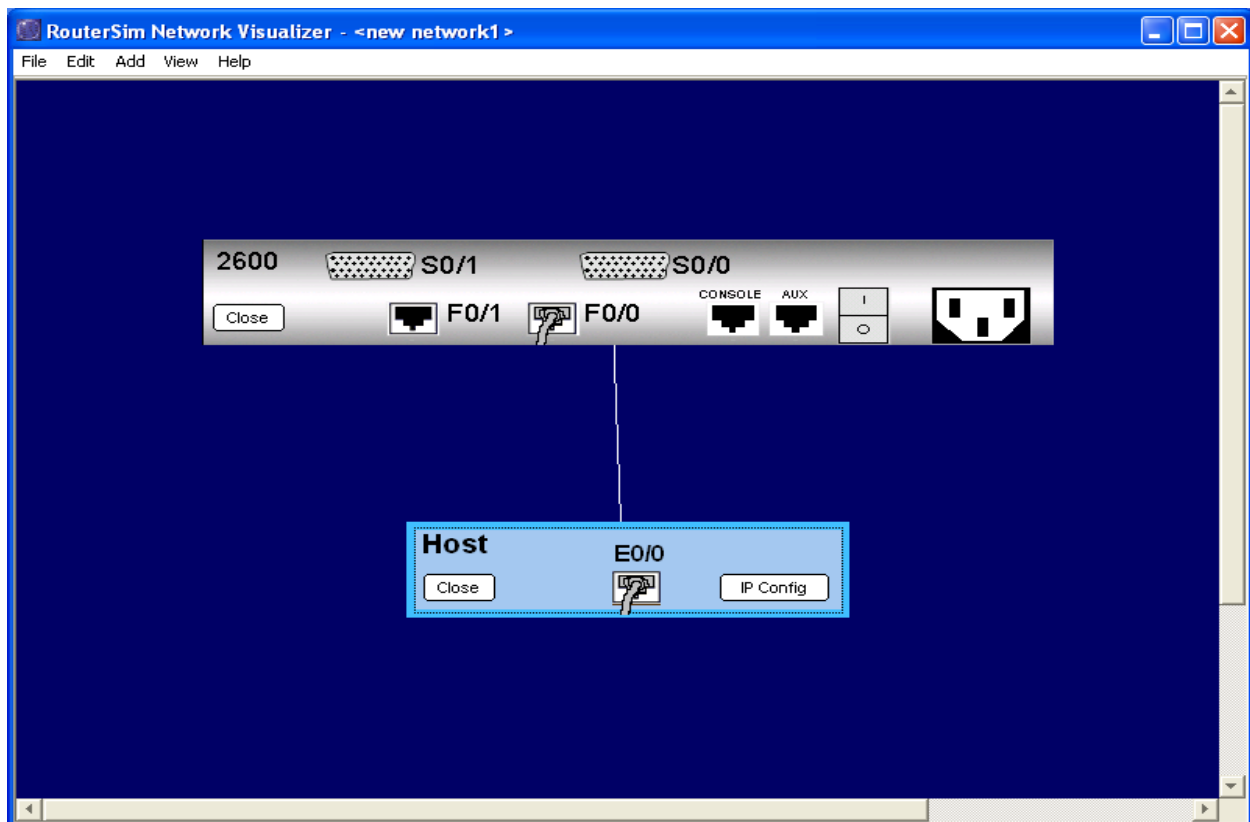 RouterSim Network Visualizer - <new network1>
File Edit Add View Help
2600 S0/1 S0/0
CONSOLE AUX I
Close F0/1 F0/0 O
Host E0/0
Close IP Config